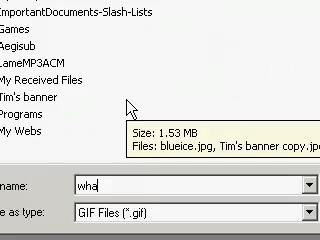 ImportantDocuments-Slash-Lists
Games
Aegisub
LameMP3ACM
My Received Files
Tim's banner
Programs
My Webs
Size: 1.53 MB
Files: blueice.jpg, Tim's banner copy.jp
name: wha
e as type: GIF Files (*.gif)